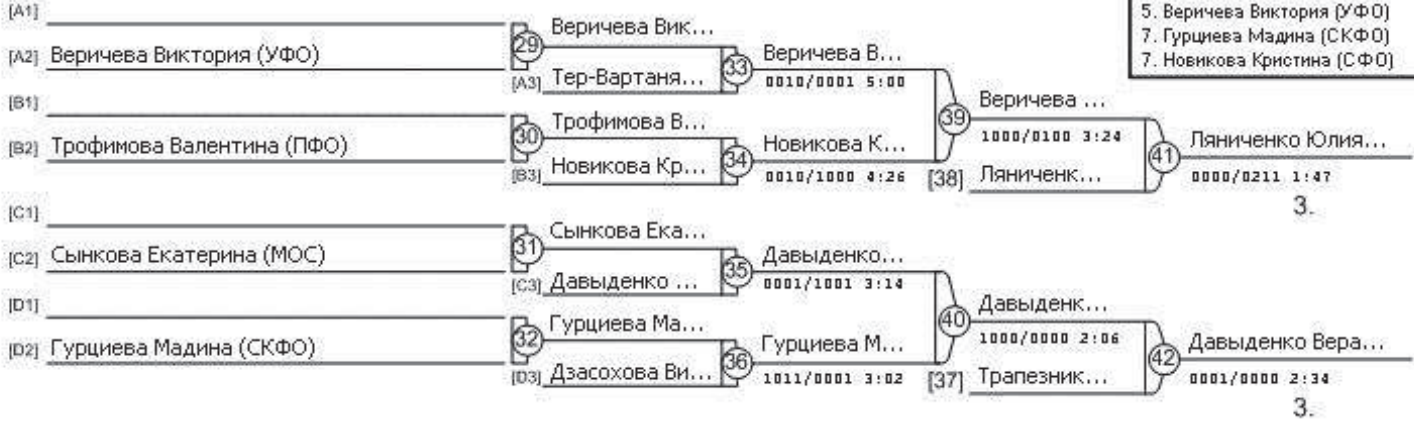 [A1]
[A2] Веричева Виктория (УФО)
29
Веричева Вик...
[A3] Тер-Вартаня...
33
Веричева В...
0010/0001 5:00
[B1]
[B2] Трофимова Валентина (ПФО)
30
Трофимова В...
[B3] Новикова Кр...
34
Новикова К...
0010/1000 4:26
39
Веричева ...
1000/0100 3:24
[38] Ляниченк...
41
Ляниченко Юлия...
0000/0211 1:47
3.
[C1]
[C2] Сынкова Екатерина (МОС)
31
Сынкова Ека...
[C3] Давыденко ...
35
Давыденко...
0001/1001 3:14
[D1]
[D2] Гурциева Мадина (СКФО)
32
Гурциева Ма...
[D3] Дзасохова Ви...
36
Гурциева М...
1011/0001 3:02
40
Давыденк...
1000/0000 2:06
[37] Трапезник...
42
Давыденко Вера...
0001/0000 2:34
3.
5. Веричева Виктория (УФО)
7. Гурциева Мадина (СКФО)
7. Новикова Кристина (СФО)